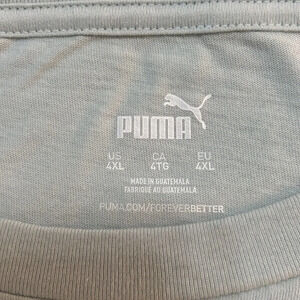 PUMA
US CA EU
4XL 4TG 4XL
MADE IN GUATEMALA
FABRIQUÉ AU GUATEMALA
PUMA.COM/FOREVERBETTER